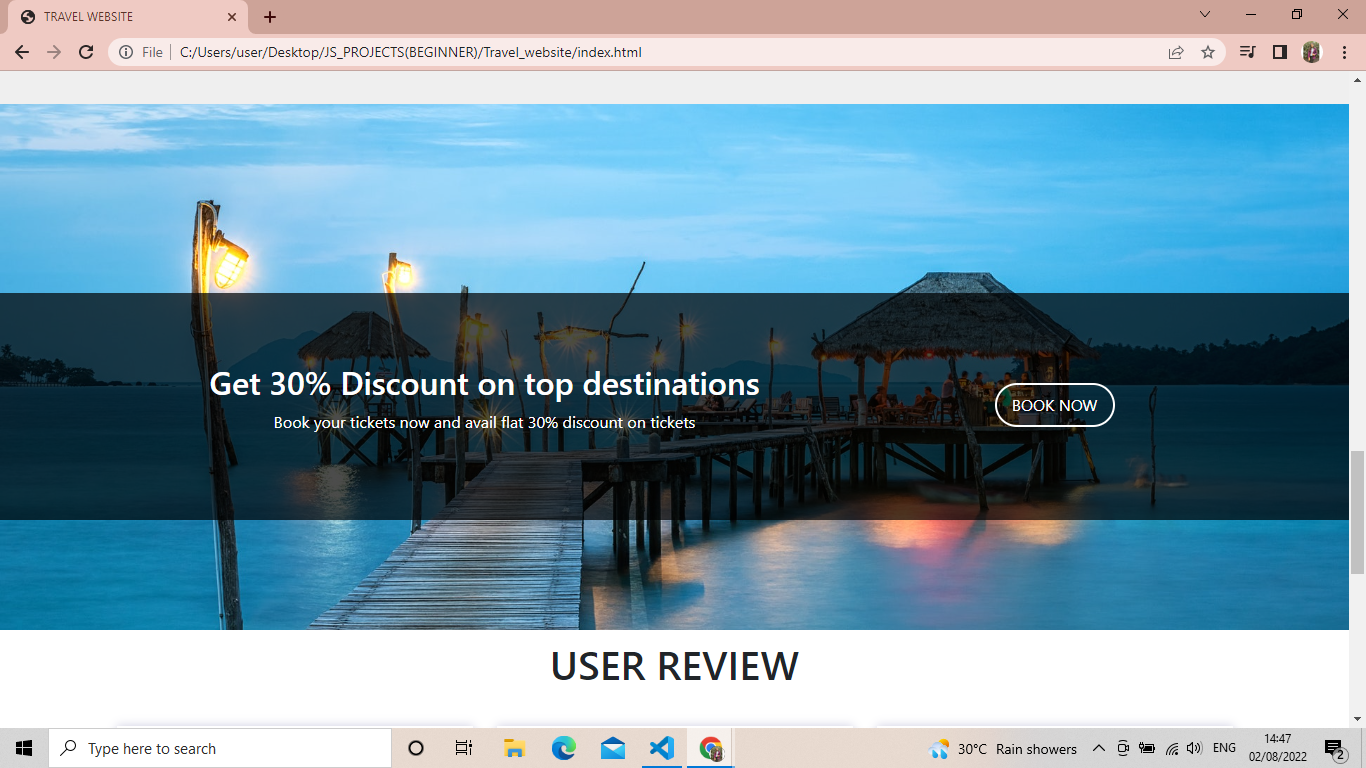 TRAVEL WEBSITE
File
C:/Users/user/Desktop/JS_PROJECTS(BEGINNER)/Travel_website/index.html
Get 30% Discount on top destinations
Book your tickets now and avail flat 30% discount on tickets
BOOK NOW
USER REVIEW
Type here to search
30°C Rain showers
ENG
14:47
02/08/2022
2